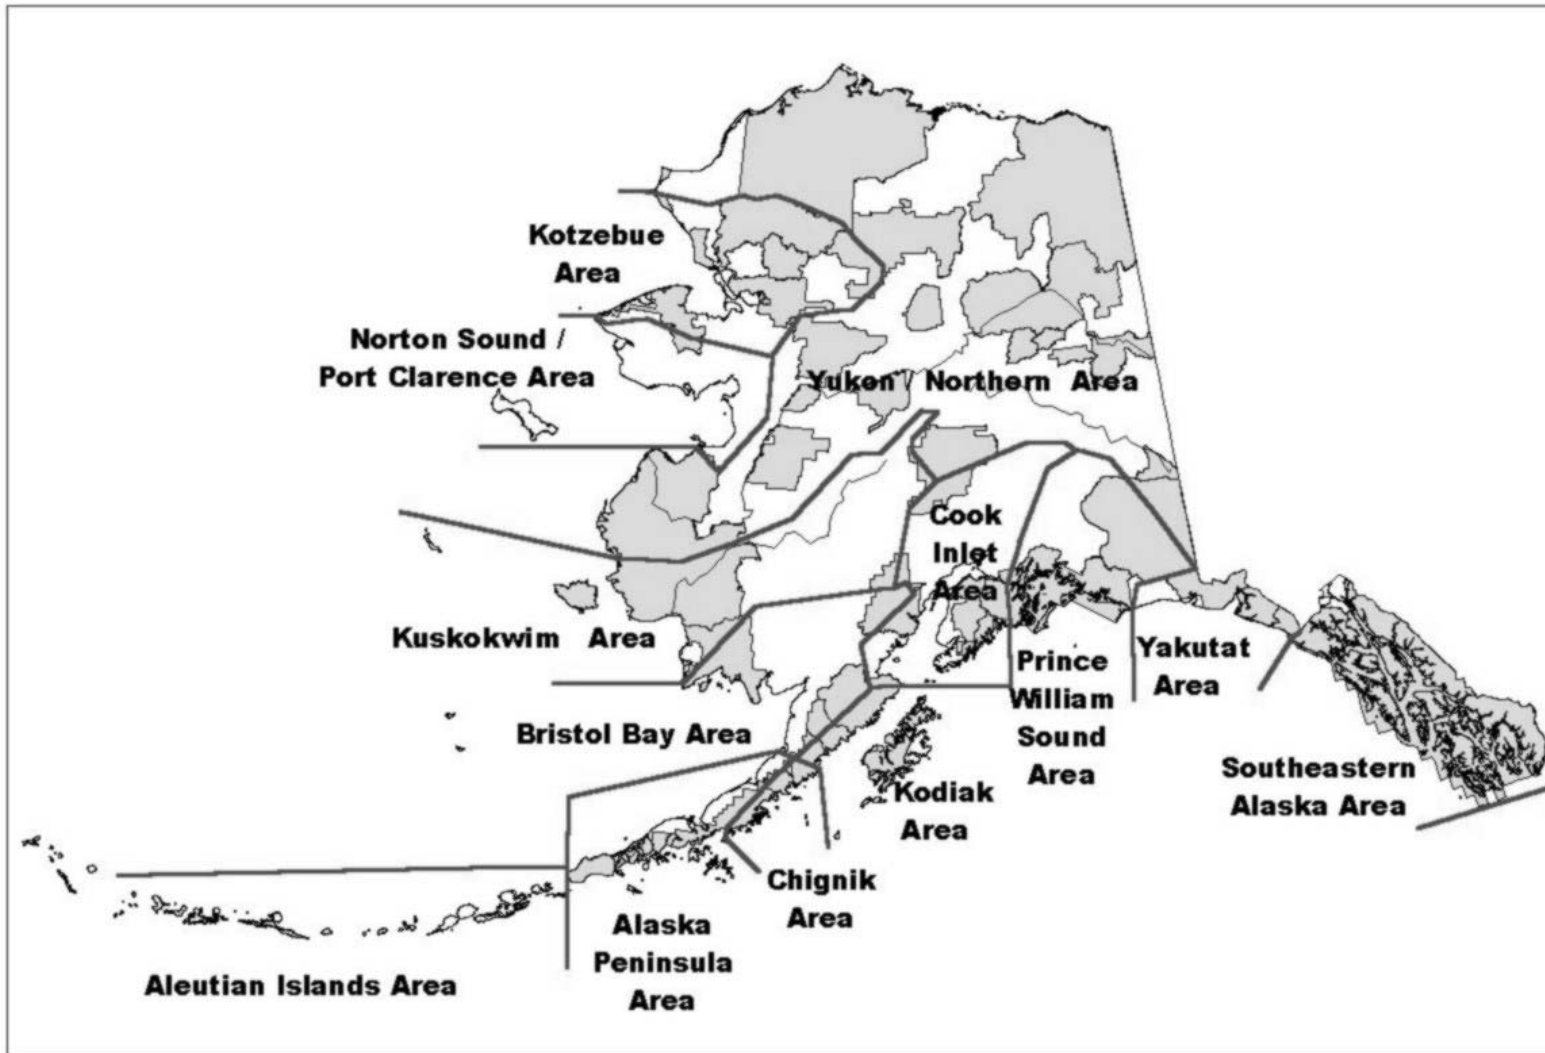 Kotzebue
Area
Norton Sound /
Port Clarence Area
Yukon Northern Area
Cook
Inlet
Area
Kuskokwim Area
Prince
William
Sound
Area
Yakutat
Area
Bristol Bay Area
Southeastern
Alaska Area
Kodiak
Area
Chignik
Area
Alaska
Peninsula
Area
Aleutian Islands Area